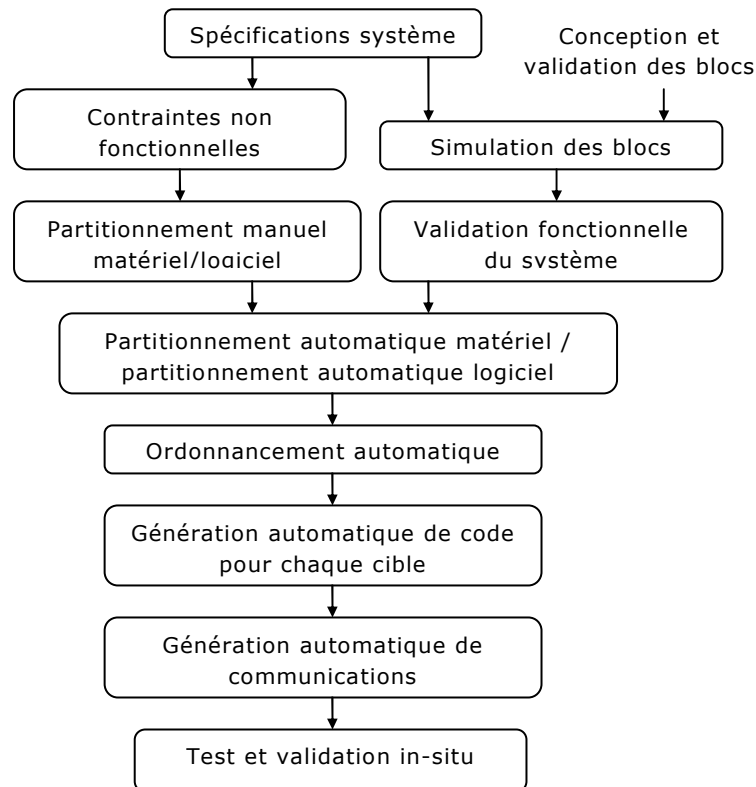 Spécifications système
Conception et
validation des blocs
Contraintes non
fonctionnelles
Simulation des blocs
Partitionnement manuel
matériel/logiciel
Validation fonctionnelle
du système
Partitionnement automatique matériel /
partitionnement automatique logiciel
Ordonnancement automatique
Génération automatique de code
pour chaque cible
Génération automatique de
communications
Test et validation in-situ